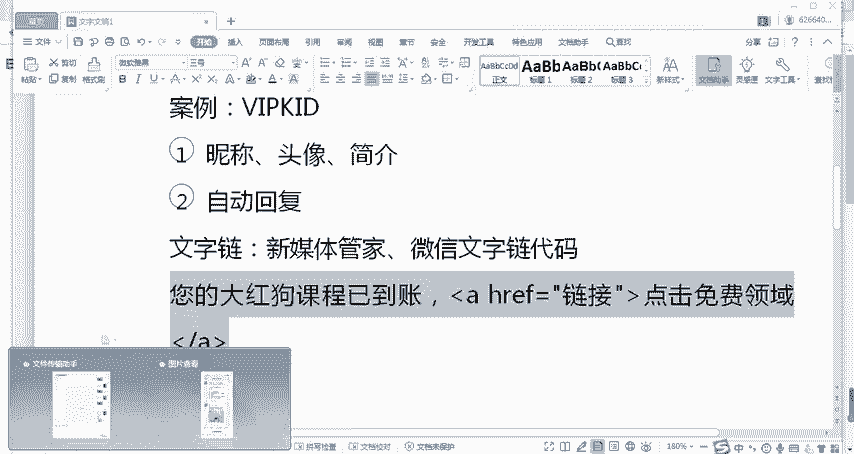 文字文稿1
626640...
文件
开始
插入
页面布局
引用
审阅
视图
章节
安全
开发工具
特色应用
文档助手
查找
分享
粘贴
剪切
复制
格式刷
微软雅黑
三号
AaBbCcDd
正文
AaBb
标题 1
AaBb(
标题 2
AaBbC
标题 3
新样式
文档助手
灵感册
文字工具
案例：VIPKID
1 昵称、头像、简介
2 自动回复
文字链：新媒体管家、微信文字链代码
您的大红狗课程已到账，<a href="链接">点击免费领域
</a>
文件传输助手
图片查看
拼写检查
文档校对
文档未保护
180%
中